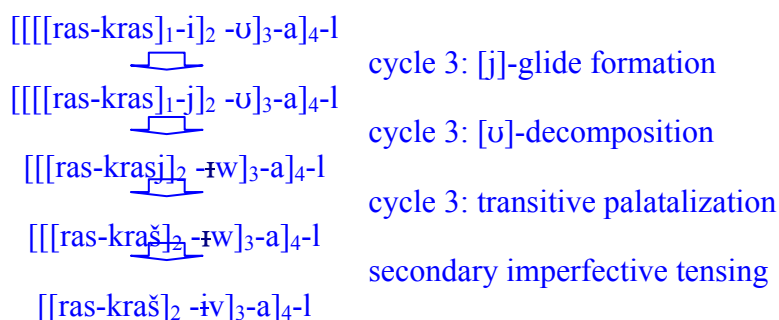 [[[[ras-kras]₁-i]₂ -ʊ]₃-a]₄-l
cycle 3: [j]-glide formation
[[[[ras-kras]₁-j]₂ -ʊ]₃-a]₄-l
cycle 3: [ʊ]-decomposition
[[[ras-krasj]₂ -ᵻw]₃-a]₄-l
cycle 3: transitive palatalization
[[[ras-kraš]₂ -ᵻw]₃-a]₄-l
secondary imperfective tensing
[[ras-kraš]₂ -ɨv]₃-a]₄-l